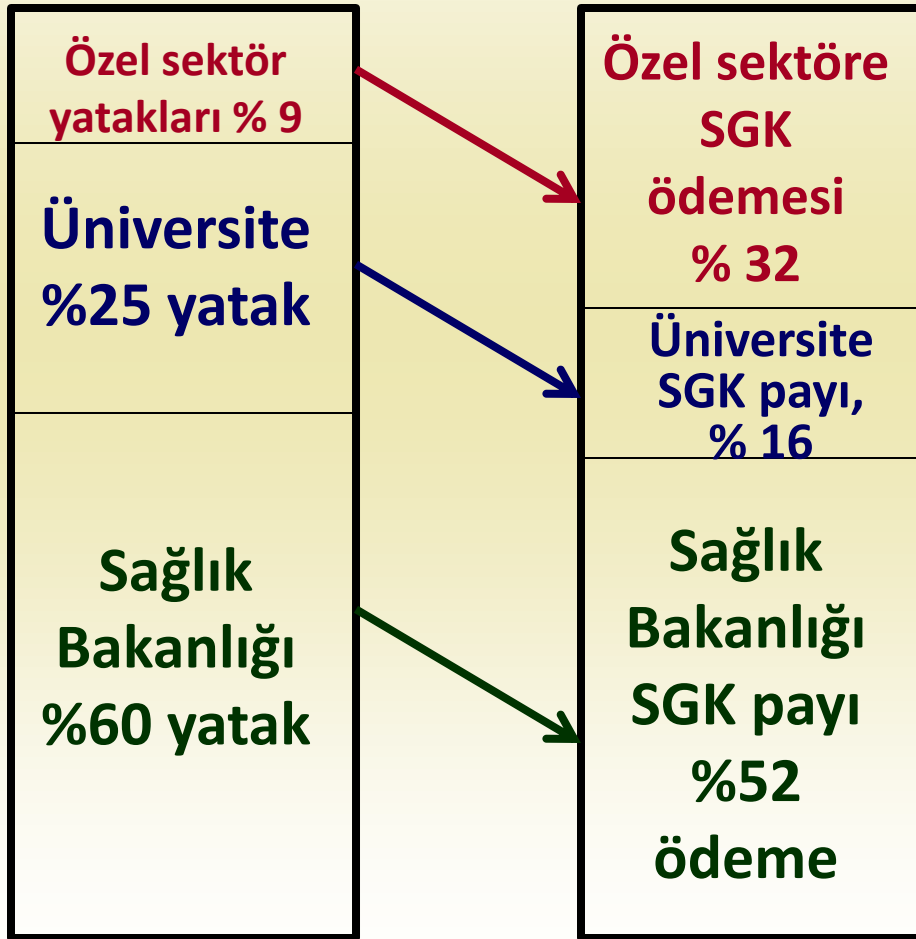 Özel sektör
yatakları % 9
Üniversite
%25 yatak
Sağlık
Bakanlığı
%60 yatak
Özel sektöre
SGK
ödemesi
% 32
Üniversite
SGK payı,
% 16
Sağlık
Bakanlığı
SGK payı
%52
ödeme